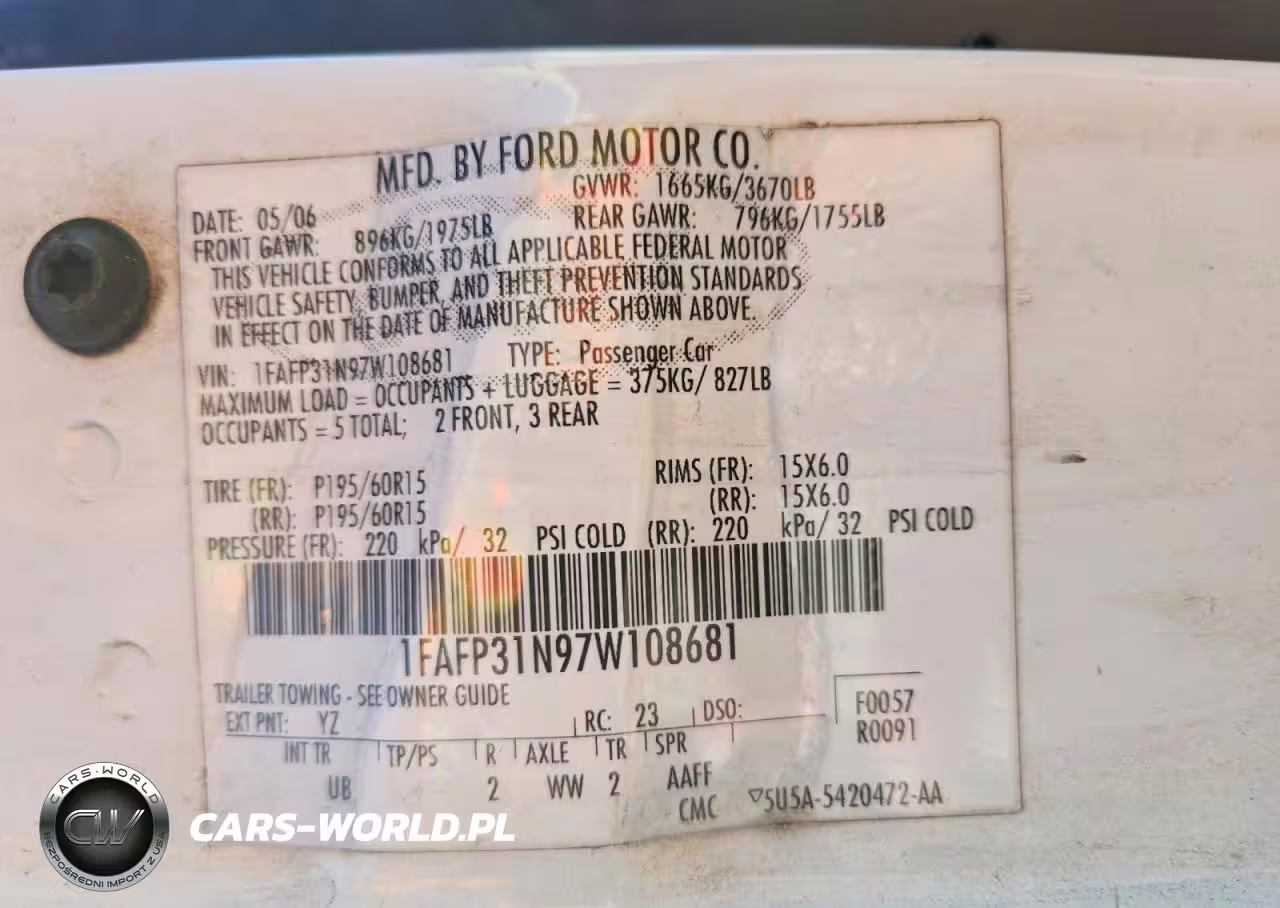 MFD. BY FORD MOTOR CO.
DATE: 05/06 GVWR: 1665KG/3670LB
FRONT GAWR: 896KG/1975LB REAR GAWR: 796KG/1755LB
THIS VEHICLE CONFORMS TO ALL APPLICABLE FEDERAL MOTOR
VEHICLE SAFETY, BUMPER, AND THEFT PREVENTION STANDARDS
IN EFFECT ON THE DATE OF MANUFACTURE SHOWN ABOVE.
VIN: 1FAFP31N97W108681 TYPE: Passenger Car
MAXIMUM LOAD = OCCUPANTS + LUGGAGE = 375KG/ 827LB
OCCUPANTS = 5 TOTAL; 2 FRONT, 3 REAR
TIRE (FR): P195/60R15 RIMS (FR): 15X6.0
(RR): P195/60R15 (RR): 15X6.0
PRESSURE (FR): 220 kPa/ 32 PSI COLD (RR): 220 kPa/ 32 PSI COLD
1FAFP31N97W108681
TRAILER TOWING - SEE OWNER GUIDE
EXT PNT: YZ RC: 23 DSO: F0057
R0091
INT TR TP/PS R AXLE TR SPR
UB 2 WW 2 AAFF
CMC ▽5U5A-5420472-AA
CARS-WORLD
CW
BEZPOŚREDNI IMPORT Z USA
CARS-WORLD.PL